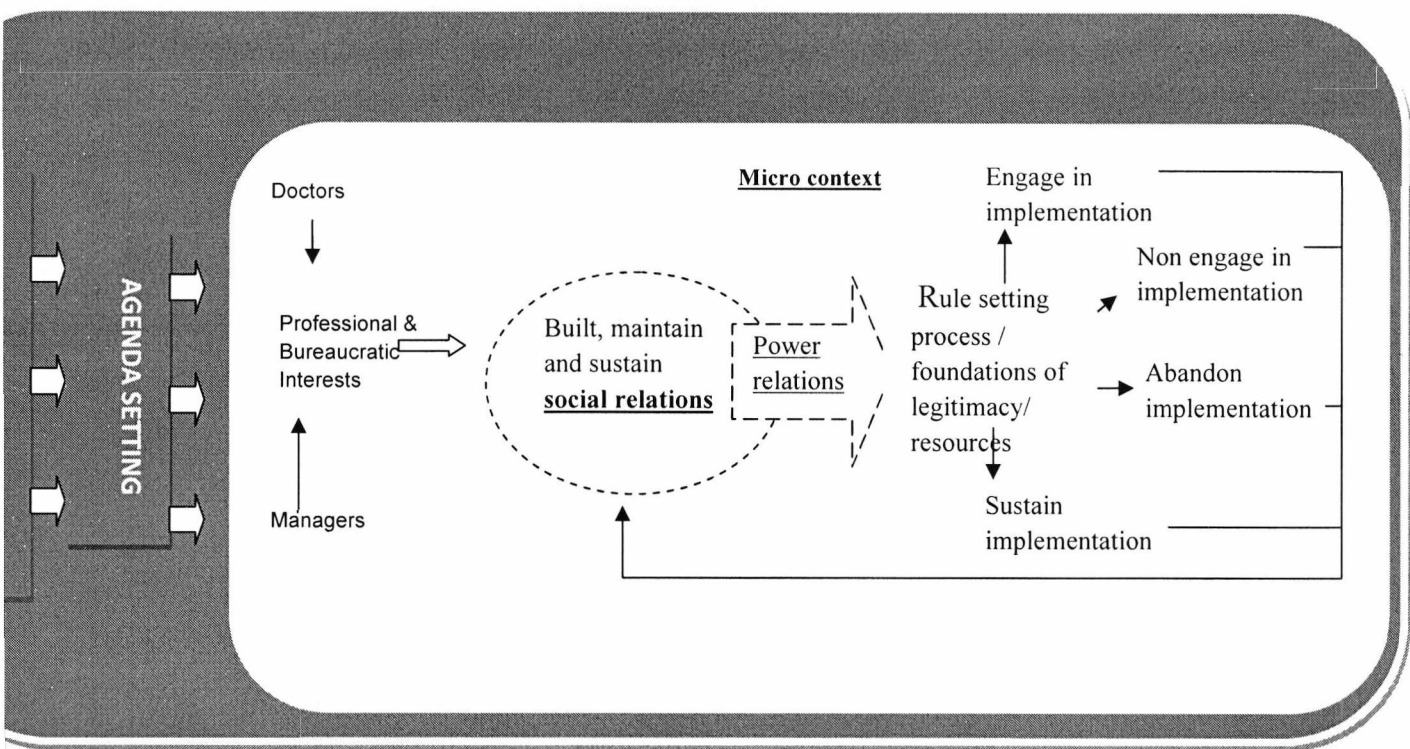 AGENDA SETTING
Doctors
Professional &
Bureaucratic
Interests
Managers
Micro context
Built, maintain
and sustain
social relations
Power
relations
Rule setting
process /
foundations of
legitimacy/
resources
Engage in
implementation
Non engage in
implementation
Abandon
implementation
Sustain
implementation